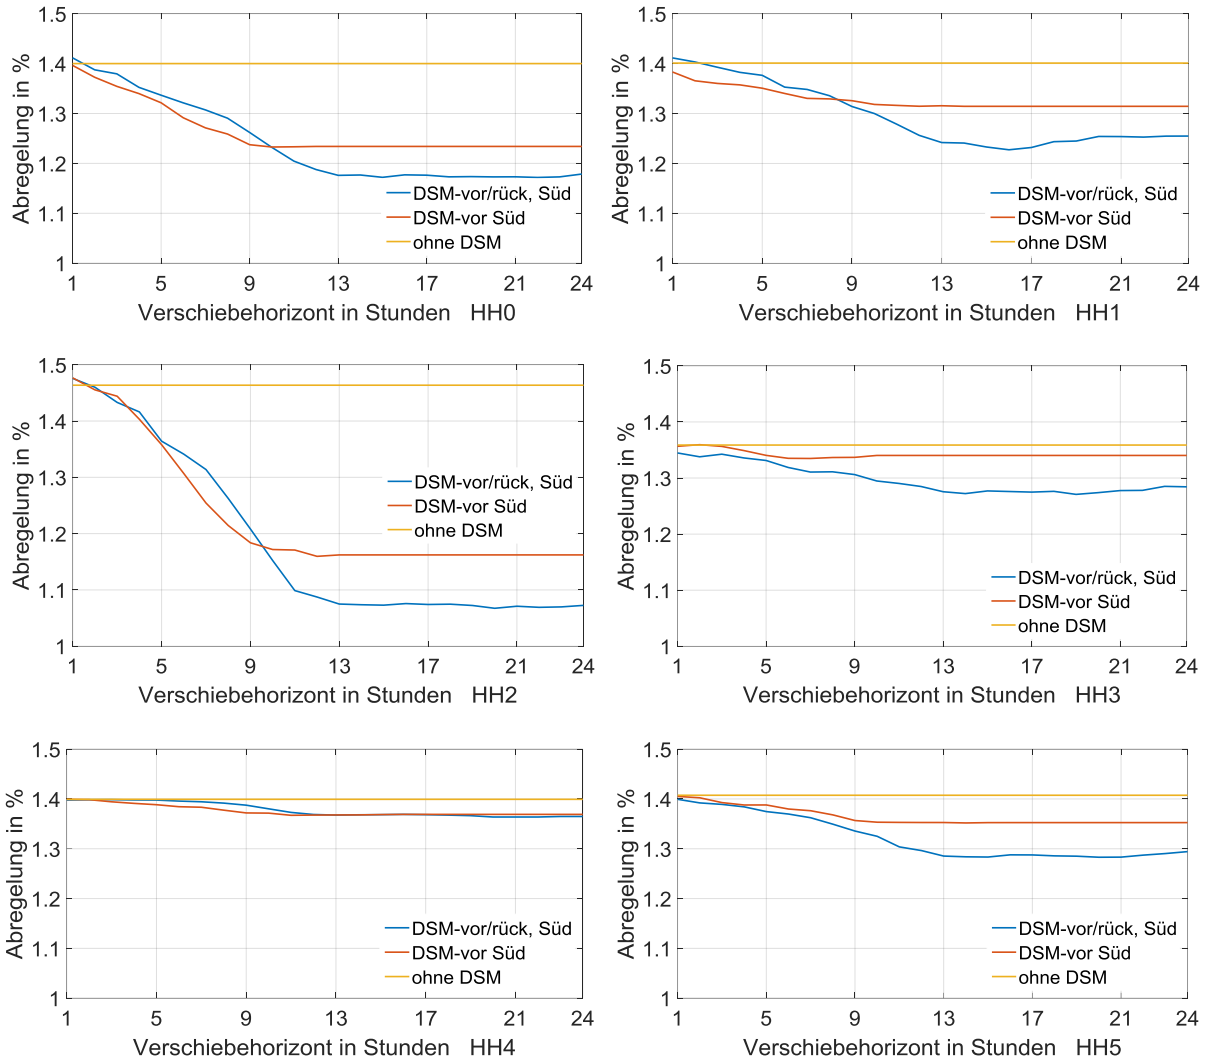 1.5
1.4
1.3
1.2
1.1
1
Abregelung in %
DSM-vor/rück, Süd
DSM-vor Süd
ohne DSM
1 5 9 13 17 21 24
Verschiebehorizont in Stunden HH0
1.5
1.4
1.3
1.2
1.1
1
Abregelung in %
DSM-vor/rück, Süd
DSM-vor Süd
ohne DSM
1 5 9 13 17 21 24
Verschiebehorizont in Stunden HH1
1.5
1.4
1.3
1.2
1.1
1
Abregelung in %
DSM-vor/rück, Süd
DSM-vor Süd
ohne DSM
1 5 9 13 17 21 24
Verschiebehorizont in Stunden HH2
1.5
1.4
1.3
1.2
1.1
1
Abregelung in %
DSM-vor/rück, Süd
DSM-vor Süd
ohne DSM
1 5 9 13 17 21 24
Verschiebehorizont in Stunden HH3
1.5
1.4
1.3
1.2
1.1
1
Abregelung in %
DSM-vor/rück, Süd
DSM-vor Süd
ohne DSM
1 5 9 13 17 21 24
Verschiebehorizont in Stunden HH4
1.5
1.4
1.3
1.2
1.1
1
Abregelung in %
DSM-vor/rück, Süd
DSM-vor Süd
ohne DSM
1 5 9 13 17 21 24
Verschiebehorizont in Stunden HH5